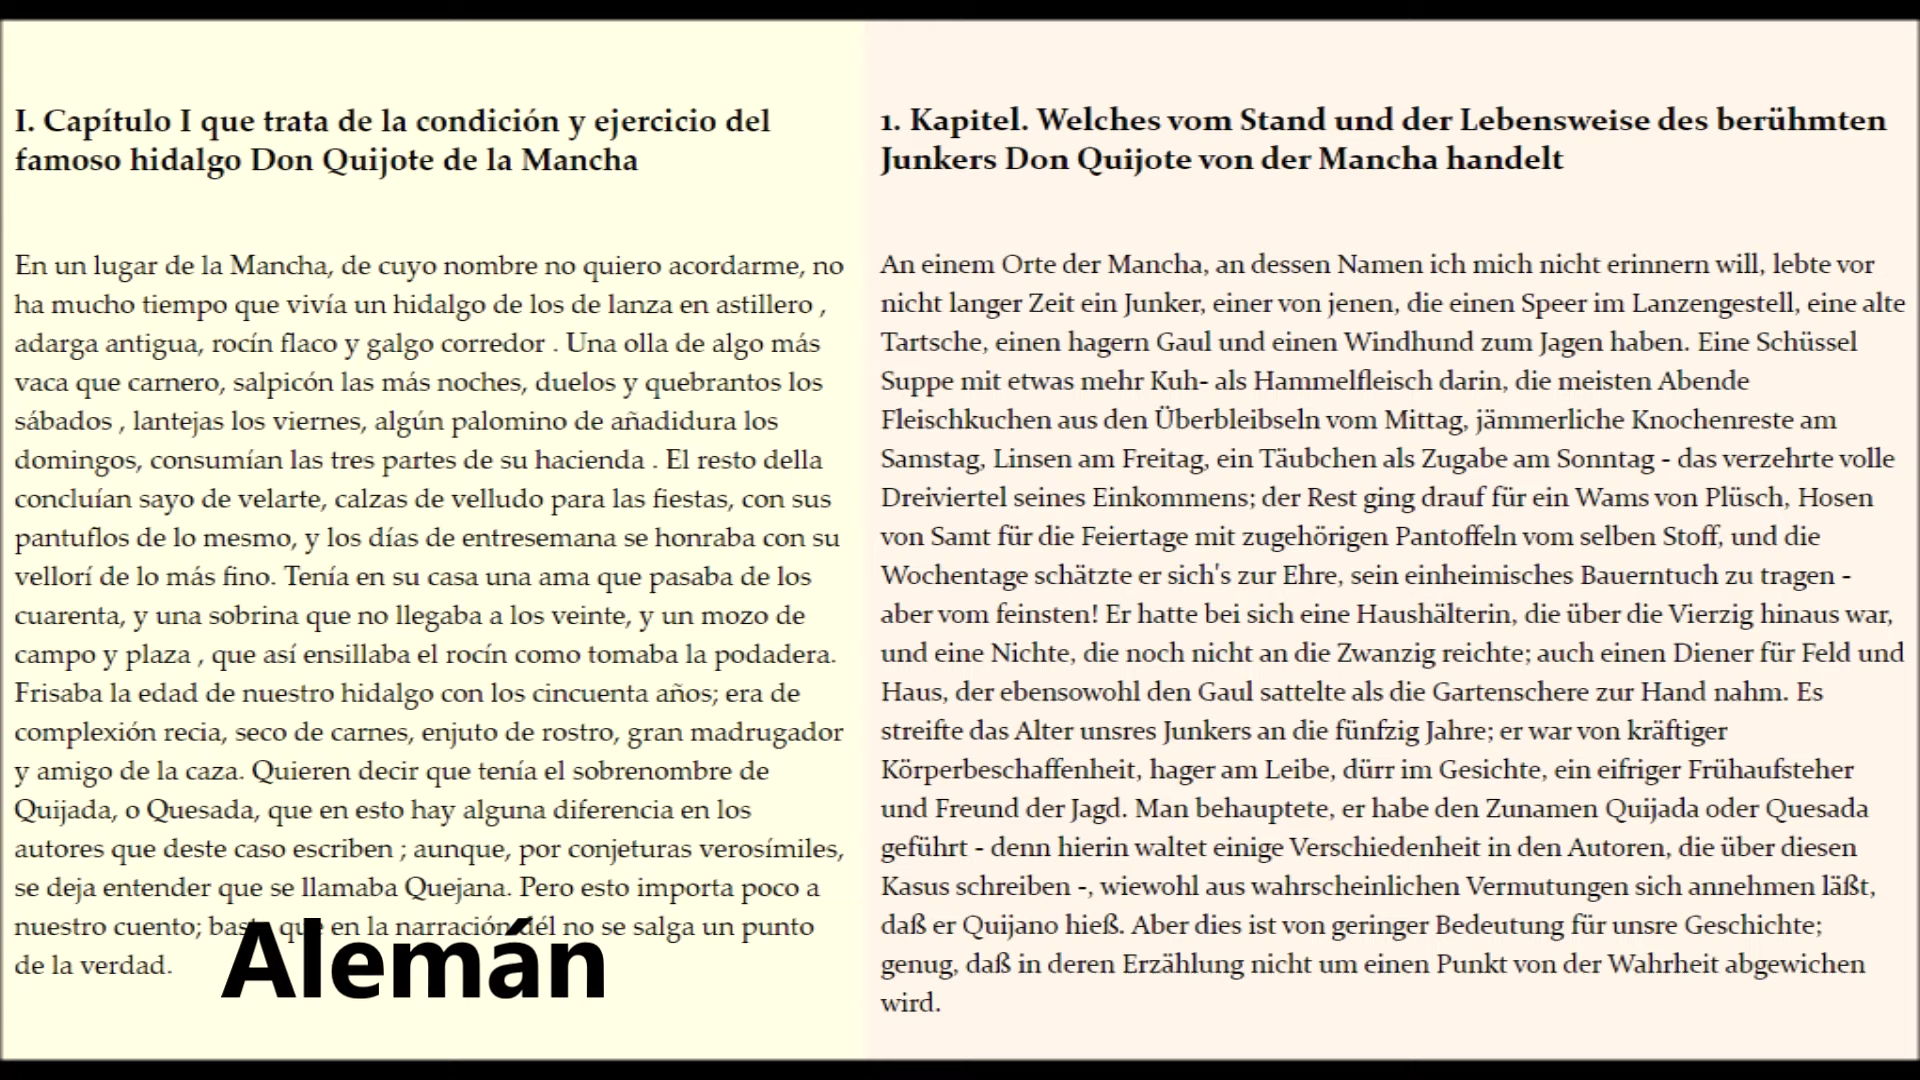 I. Capítulo I que trata de la condición y ejercicio del
famoso hidalgo Don Quijote de la Mancha
En un lugar de la Mancha, de cuyo nombre no quiero acordarme, no
ha mucho tiempo que vivía un hidalgo de los de lanza en astillero ,
adarga antigua, rocín flaco y galgo corredor . Una olla de algo más
vaca que carnero, salpicón las más noches, duelos y quebrantos los
sábados , lantejas los viernes, algún palomino de añadidura los
domingos, consumían las tres partes de su hacienda . El resto della
concluían sayo de velarte, calzas de velludo para las fiestas, con sus
pantuflos de lo mesmo, y los días de entresemana se honraba con su
vellorí de lo más fino. Tenía en su casa una ama que pasaba de los
cuarenta, y una sobrina que no llegaba a los veinte, y un mozo de
campo y plaza , que así ensillaba el rocín como tomaba la podadera.
Frisaba la edad de nuestro hidalgo con los cincuenta años; era de
complexión recia, seco de carnes, enjuto de rostro, gran madrugador
y amigo de la caza. Quieren decir que tenía el sobrenombre de
Quijada, o Quesada, que en esto hay alguna diferencia en los
autores que deste caso escriben ; aunque, por conjeturas verosímiles,
se deja entender que se llamaba Quejana. Pero esto importa poco a
nuestro cuento; basta que en la narración dél no se salga un punto
de la verdad.
Alemán
1. Kapitel. Welches vom Stand und der Lebensweise des berühmten
Junkers Don Quijote von der Mancha handelt
An einem Orte der Mancha, an dessen Namen ich mich nicht erinnern will, lebte vor
nicht langer Zeit ein Junker, einer von jenen, die einen Speer im Lanzengestell, eine alte
Tartsche, einen hagern Gaul und einen Windhund zum Jagen haben. Eine Schüssel
Suppe mit etwas mehr Kuh- als Hammelfleisch darin, die meisten Abende
Fleischkuchen aus den Überbleibseln vom Mittag, jämmerliche Knochenreste am
Samstag, Linsen am Freitag, ein Täubchen als Zugabe am Sonntag - das verzehrte volle
Dreiviertel seines Einkommens; der Rest ging drauf für ein Wams von Plüsch, Hosen
von Samt für die Feiertage mit zugehörigen Pantoffeln vom selben Stoff, und die
Wochentage schätzte er sich's zur Ehre, sein einheimisches Bauerntuch zu tragen -
aber vom feinsten! Er hatte bei sich eine Haushälterin, die über die Vierzig hinaus war,
und eine Nichte, die noch nicht an die Zwanzig reichte; auch einen Diener für Feld und
Haus, der ebensowohl den Gaul sattelte als die Gartenschere zur Hand nahm. Es
streifte das Alter unsres Junkers an die fünfzig Jahre; er war von kräftiger
Körperbeschaffenheit, hager am Leibe, dürr im Gesichte, ein eifriger Frühaufsteher
und Freund der Jagd. Man behauptete, er habe den Zunamen Quijada oder Quesada
geführt - denn hierin waltet einige Verschiedenheit in den Autoren, die über diesen
Kasus schreiben -, wiewohl aus wahrscheinlichen Vermutungen sich annehmen läßt,
daß er Quijano hieß. Aber dies ist von geringer Bedeutung für unsre Geschichte;
genug, daß in deren Erzählung nicht um einen Punkt von der Wahrheit abgewichen
wird.